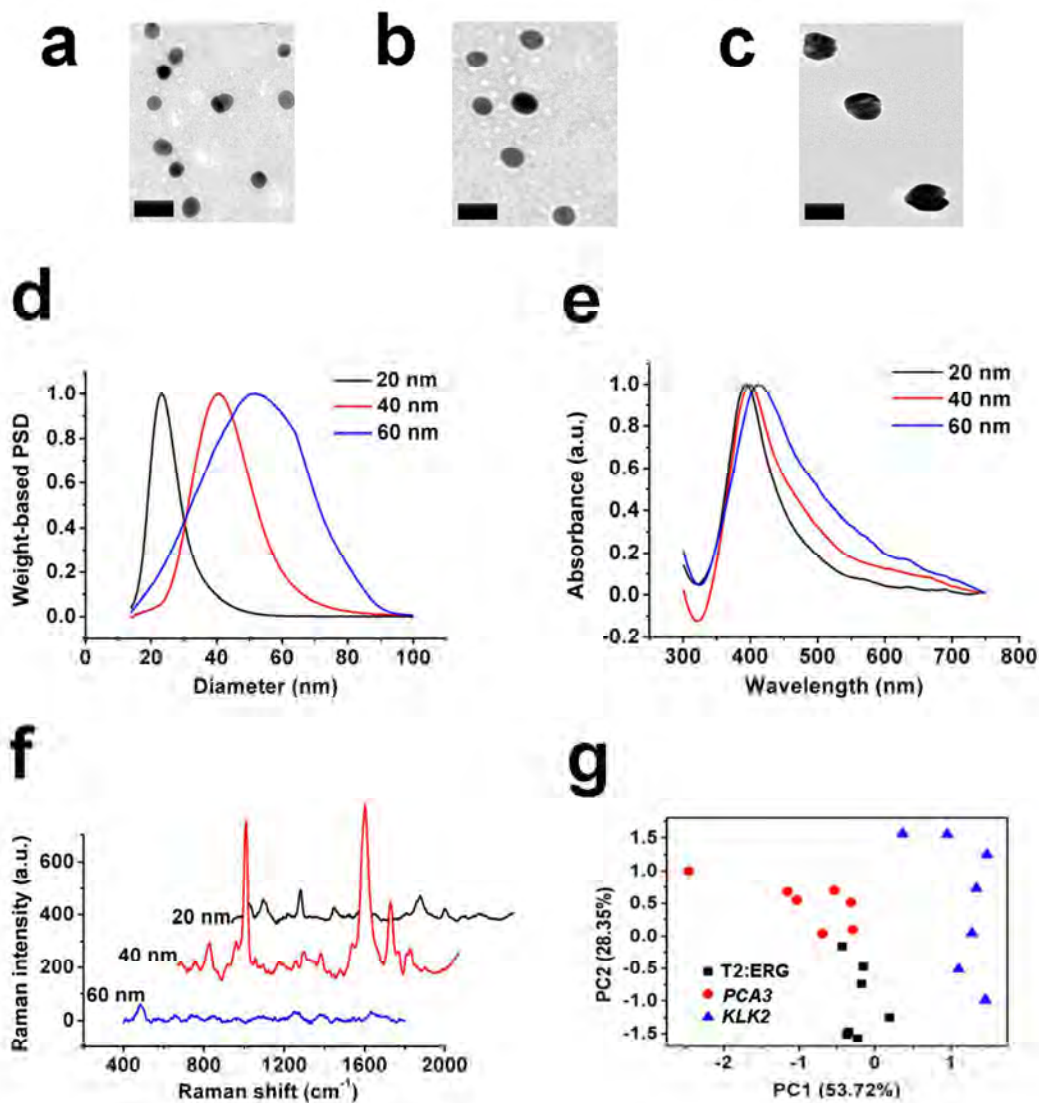 a
b
c
d
Weight-based PSD
1.0
0.8
0.6
0.4
0.2
0.0
20 nm
40 nm
60 nm
0 20 40 60 80 100
Diameter (nm)
e
Absorbance (a.u.)
1.0
0.8
0.6
0.4
0.2
0.0
-0.2
20 nm
40 nm
60 nm
300 400 500 600 700 800
Wavelength (nm)
f
Raman intensity (a.u.)
600
400
200
0
20 nm
40 nm
60 nm
400 800 1200 1600 2000
Raman shift (cm⁻¹)
g
PC2 (28.35%)
1.5
1.0
0.5
0.0
-0.5
-1.0
-1.5
T2:ERG
PCA3
KLK2
-2 -1 0 1
PC1 (53.72%)